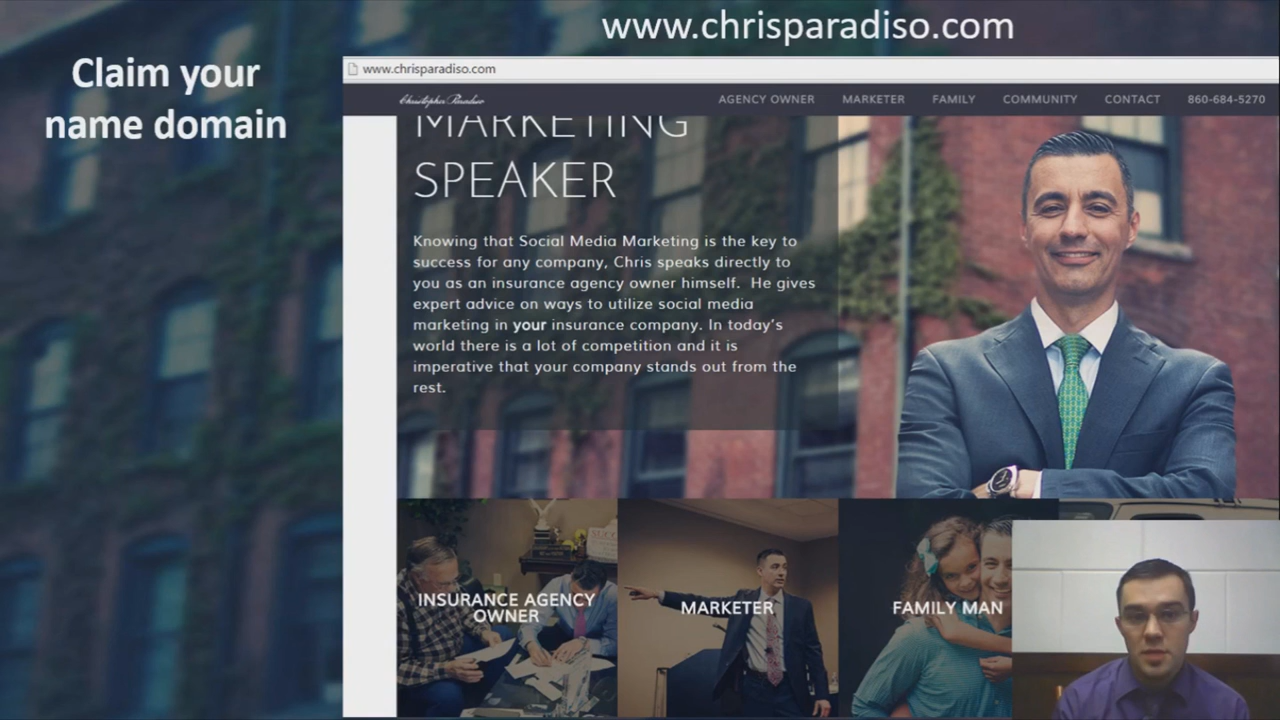 www.chrisparadiso.com
Claim your
name domain
www.chrisparadiso.com
Christopher Paradiso
AGENCY OWNER MARKETER FAMILY COMMUNITY CONTACT 860-684-5270
MARKETING
SPEAKER
Knowing that Social Media Marketing is the key to
success for any company, Chris speaks directly to
you as an insurance agency owner himself. He gives
expert advice on ways to utilize social media
marketing in your insurance company. In today's
world there is a lot of competition and it is
imperative that your company stands out from the
rest.
INSURANCE AGENCY
OWNER
MARKETER
FAMILY MAN